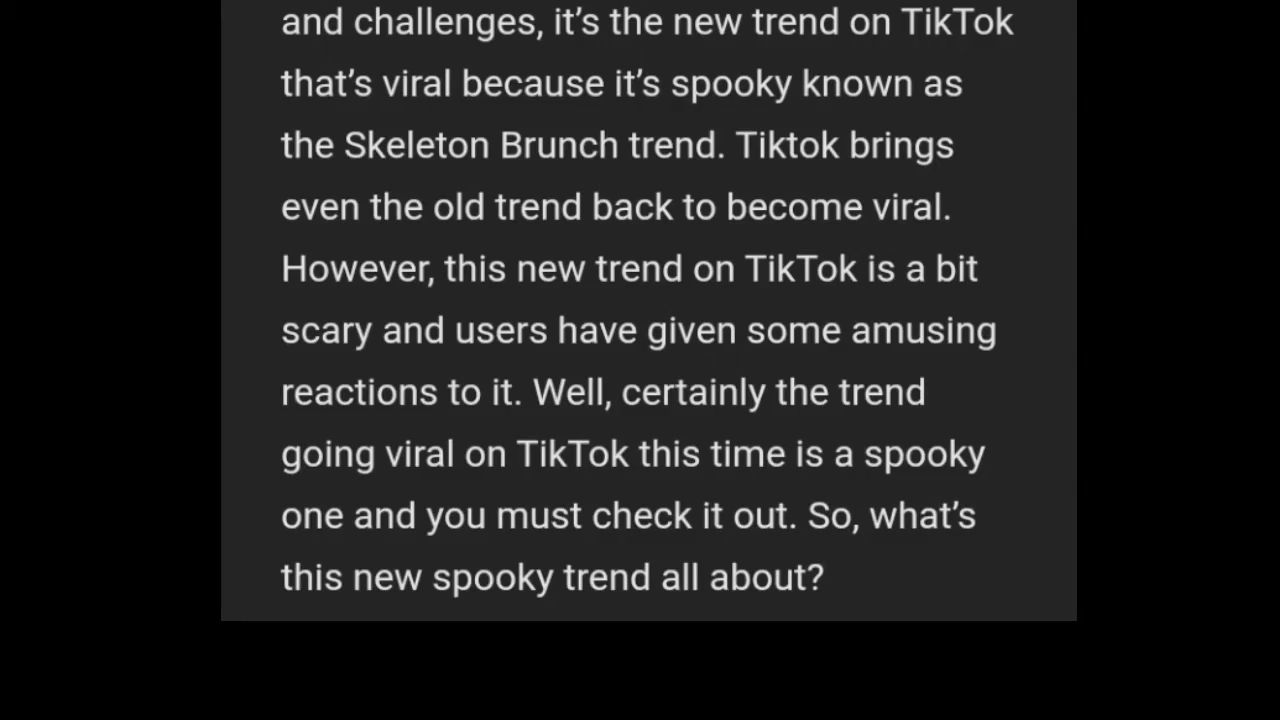 and challenges, it’s the new trend on TikTok
that’s viral because it’s spooky known as
the Skeleton Brunch trend. Tiktok brings
even the old trend back to become viral.
However, this new trend on TikTok is a bit
scary and users have given some amusing
reactions to it. Well, certainly the trend
going viral on TikTok this time is a spooky
one and you must check it out. So, what’s
this new spooky trend all about?